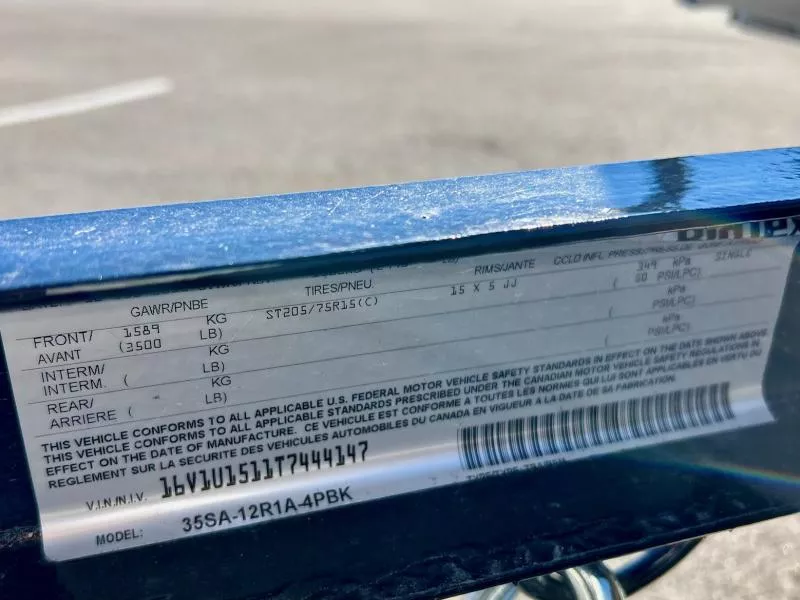 GAWR/PNBE TIRES/PNEU. RIMS/JANTE COLD INFL. PRESS/
FRONT/ 1589 KG ST205/75R15(C) 15 X 5 JJ 349 kPa SINGLE
AVANT (3500 LB) ( 50 PSI/LPC)
INTERM/ KG kPa
INTERM. ( LB) ( PSI/LPC)
REAR/ KG kPa
ARRIERE ( LB) ( PSI/LPC)
THIS VEHICLE CONFORMS TO ALL APPLICABLE U.S. FEDERAL MOTOR VEHICLE SAFETY STANDARDS IN EFFECT ON THE DATE SHOWN ABOVE
THIS VEHICLE CONFORMS TO ALL APPLICABLE STANDARDS PRESCRIBED UNDER THE CANADIAN MOTOR VEHICLE SAFETY REGULATIONS IN
EFFECT ON THE DATE OF MANUFACTURE. CE VEHICULE EST CONFORME A TOUTES LES NORMES QUI LUI SONT APPLICABLES EN VIRTU DU
REGLEMENT SUR LA SECURITE DES VEHICULES AUTOMOBILES DU CANADA EN VIGUEUR A LA DATE DE SA FABRICATION.
V.I.N./N.I.V. 16V1U1511T7444147
MODEL: 35SA-12R1A-4PBK